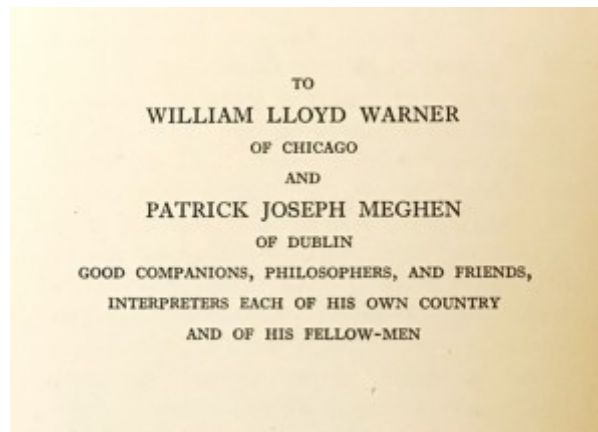 TO
WILLIAM LLOYD WARNER
OF CHICAGO
AND
PATRICK JOSEPH MEGHEN
OF DUBLIN
GOOD COMPANIONS, PHILOSOPHERS, AND FRIENDS,
INTERPRETERS EACH OF HIS OWN COUNTRY
AND OF HIS FELLOW-MEN